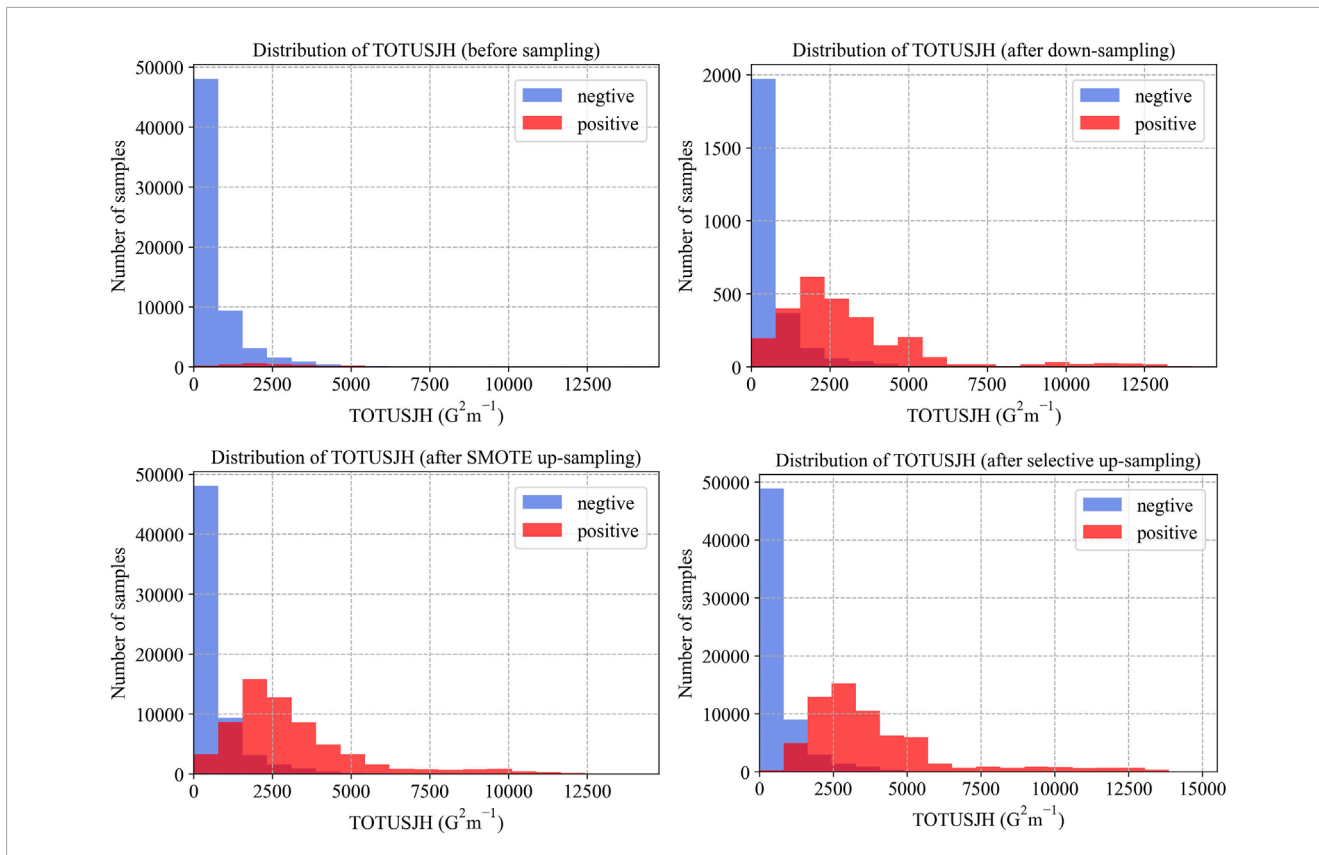 Distribution of TOTUSJH (before sampling)
50000
40000
30000
20000
10000
0
Number of samples
negtive
positive
0 2500 5000 7500 10000 12500
TOTUSJH (G²m⁻¹)
Distribution of TOTUSJH (after down-sampling)
2000
1500
1000
500
0
Number of samples
negtive
positive
0 2500 5000 7500 10000 12500
TOTUSJH (G²m⁻¹)
Distribution of TOTUSJH (after SMOTE up-sampling)
50000
40000
30000
20000
10000
0
Number of samples
negtive
positive
0 2500 5000 7500 10000 12500
TOTUSJH (G²m⁻¹)
Distribution of TOTUSJH (after selective up-sampling)
50000
40000
30000
20000
10000
0
Number of samples
negtive
positive
0 2500 5000 7500 10000 12500 15000
TOTUSJH (G²m⁻¹)